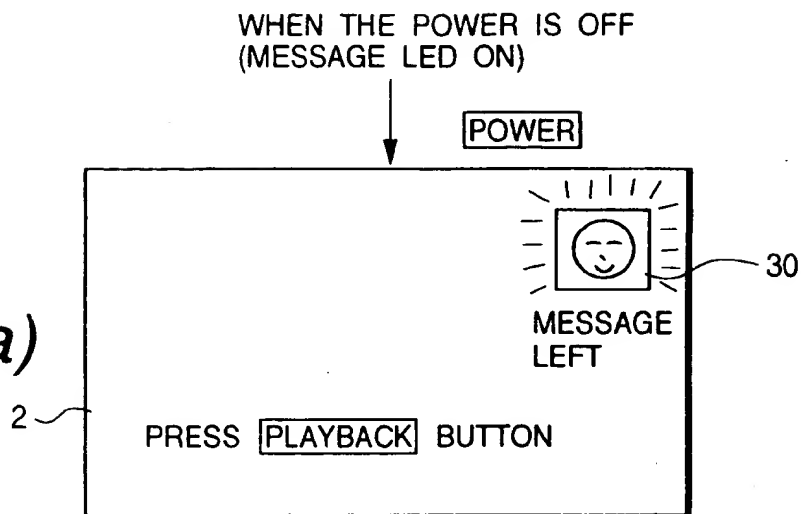 WHEN THE POWER IS OFF
(MESSAGE LED ON)
POWER
30
MESSAGE
LEFT
a)
2
PRESS PLAYBACK BUTTON